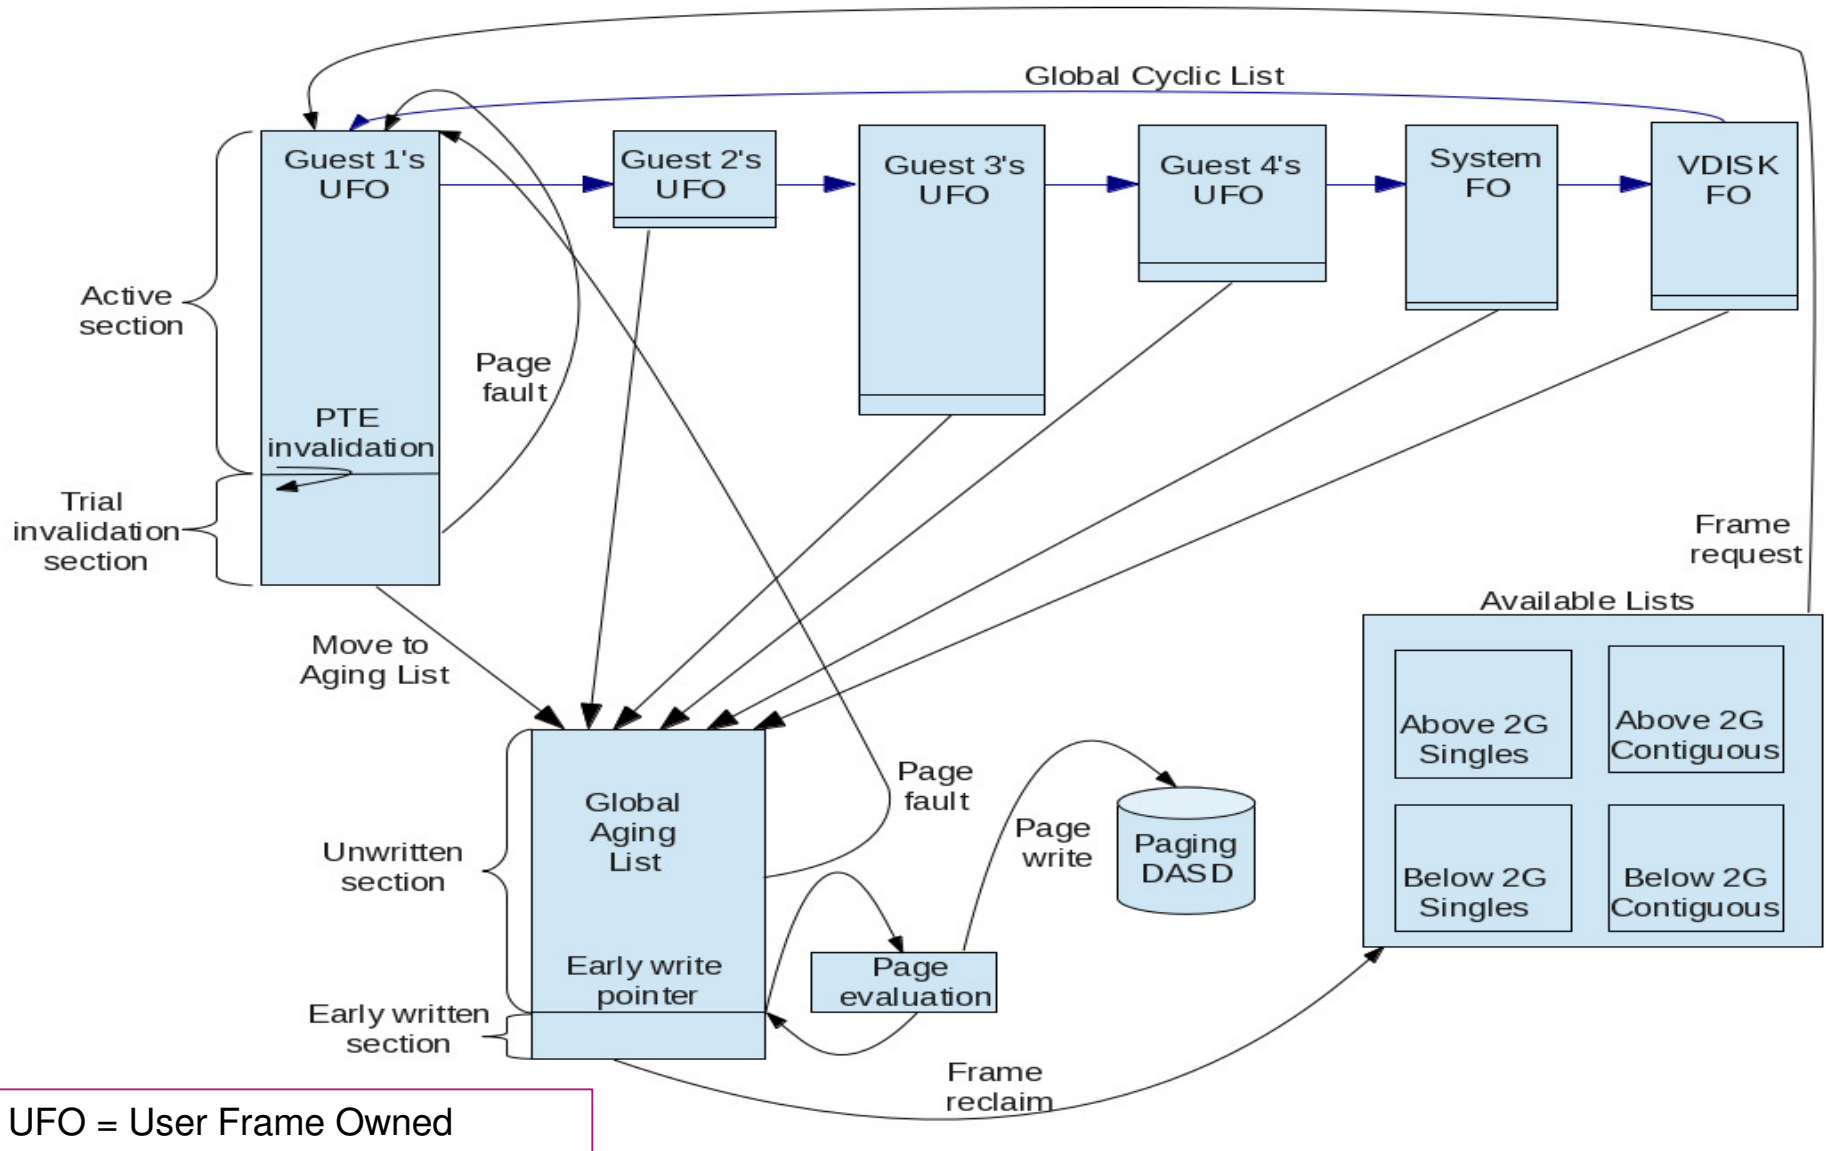 Global Cyclic List
Guest 1's
UFO
Guest 2's
UFO
Guest 3's
UFO
Guest 4's
UFO
System
FO
VDISK
FO
Active
section
Page
fault
PTE
invalidation
Trial
invalidation
section
Frame
request
Available Lists
Move to
Aging List
Above 2G
Singles
Above 2G
Contiguous
Below 2G
Singles
Below 2G
Contiguous
Page
fault
Global
Aging
List
Unwritten
section
Page
write
Paging
DASD
Early write
pointer
Page
evaluation
Early written
section
Frame
reclaim
UFO = User Frame Owned